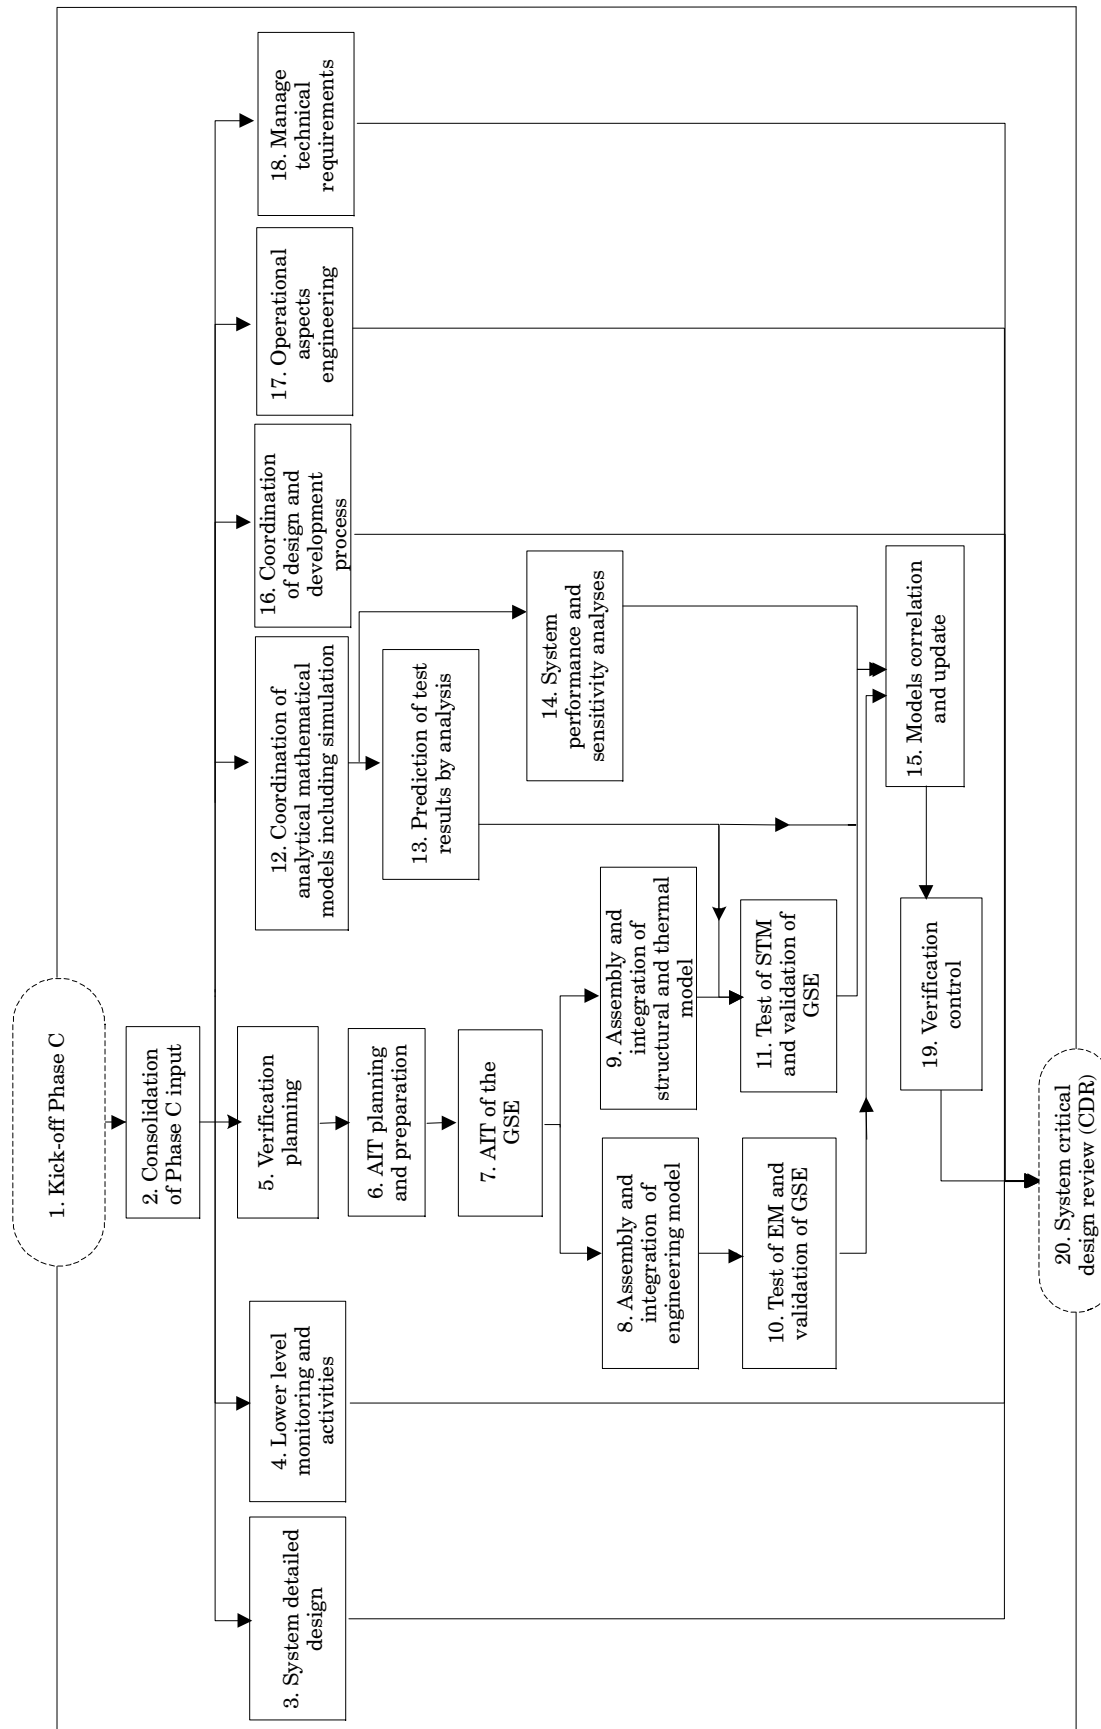 1. Kick-off Phase C
2. Consolidation
of Phase C input
3. System detailed
design
4. Lower level
monitoring and
activities
5. Verification
planning
6. AIT planning
and preparation
7. AIT of the
GSE
8. Assembly and
integration of
engineering model
9. Assembly and
integration of
structural and thermal
model
10. Test of EM and
validation of GSE
11. Test of STM
and validation of
GSE
12. Coordination of
analytical mathematical
models including simulation
13. Prediction of test
results by analysis
14. System
performance and
sensitivity analyses
15. Models correlation
and update
16. Coordination
of design and
development
process
17. Operational
aspects
engineering
18. Manage
technical
requirements
19. Verification
control
20. System critical
design review (CDR)